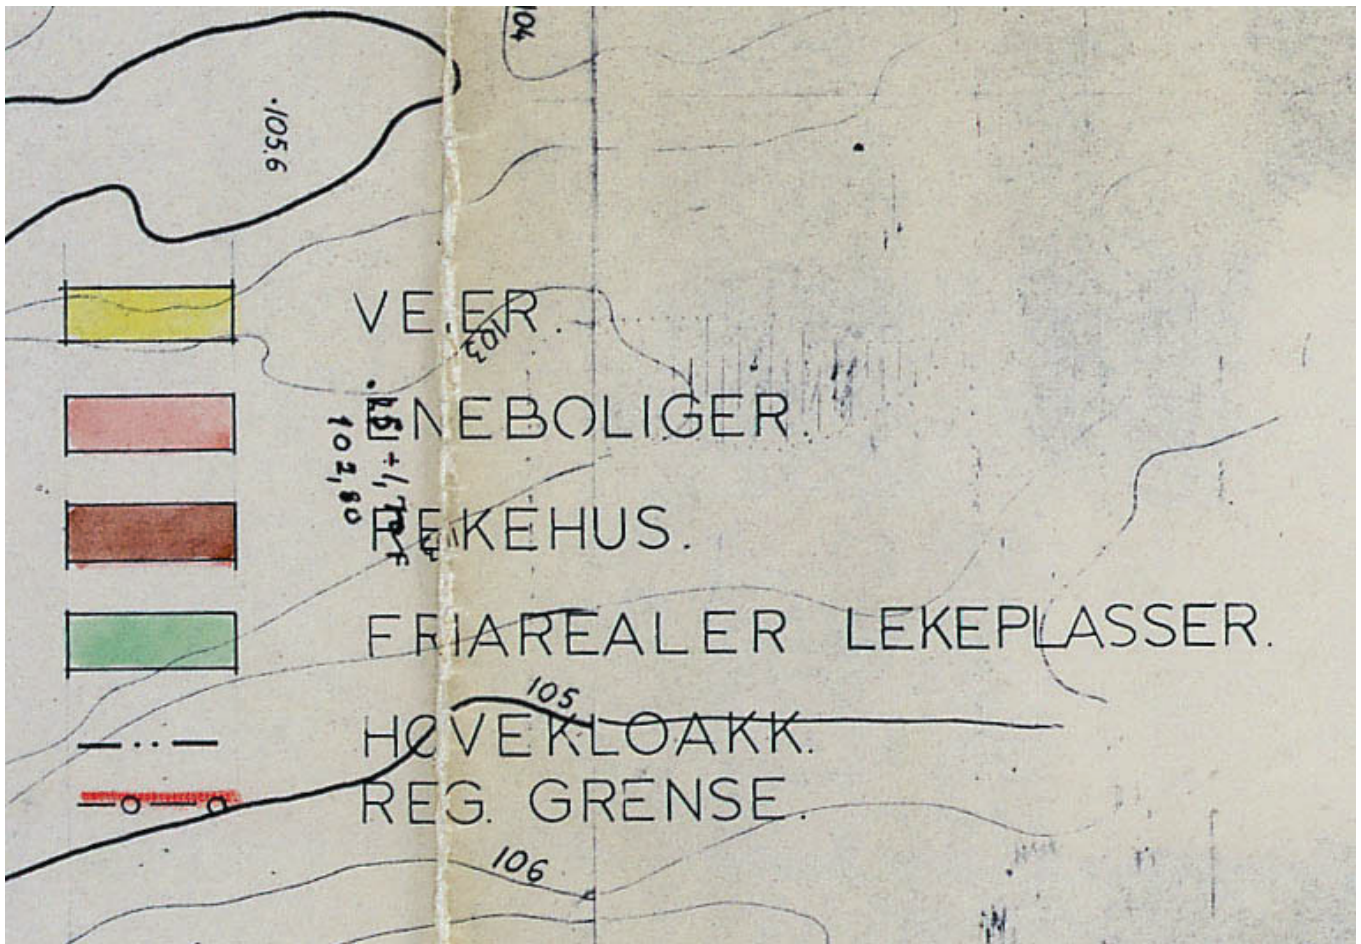 104
.105.6
VEIER.
103
ENEBOLIGER.
102,80
REKEHUS.
FRIAREALER LEKEPLASSER.
105
HOVEKLOAKK.
REG. GRENSE.
106